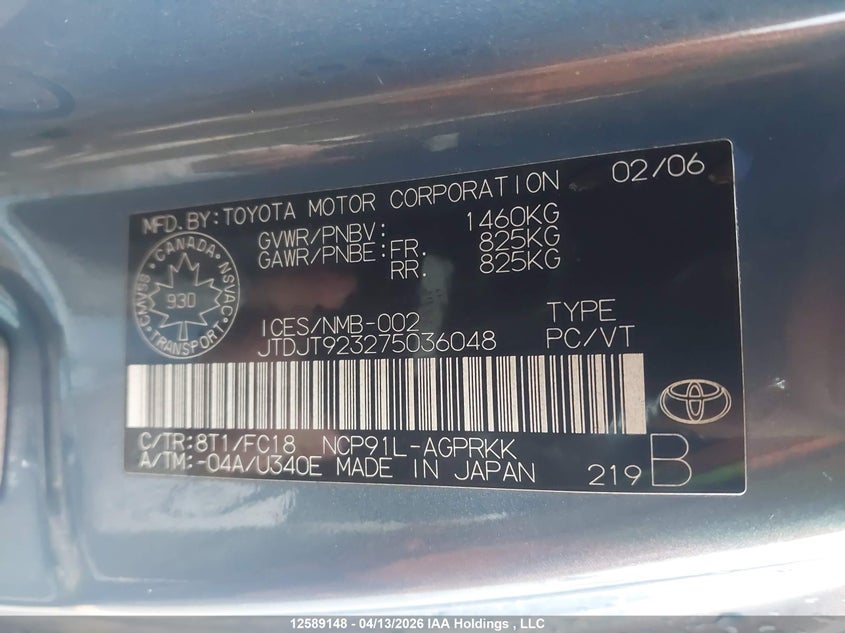 MFD.BY:TOYOTA MOTOR CORPORATION 02/06
GVWR/PNBV: 1460KG
GAWR/PNBE: FR. 825KG
RR. 825KG
CANADA
CMVSS NSVAC
930
TRANSPORT
ICES/NMB-002 TYPE
JTDJT923275036048 PC/VT
C/TR:8T1/FC18 NCP91L-AGPRKK
A/TM:-04A/U340E MADE IN JAPAN 219 B
12589148 - 04/13/2026 IAA Holdings , LLC